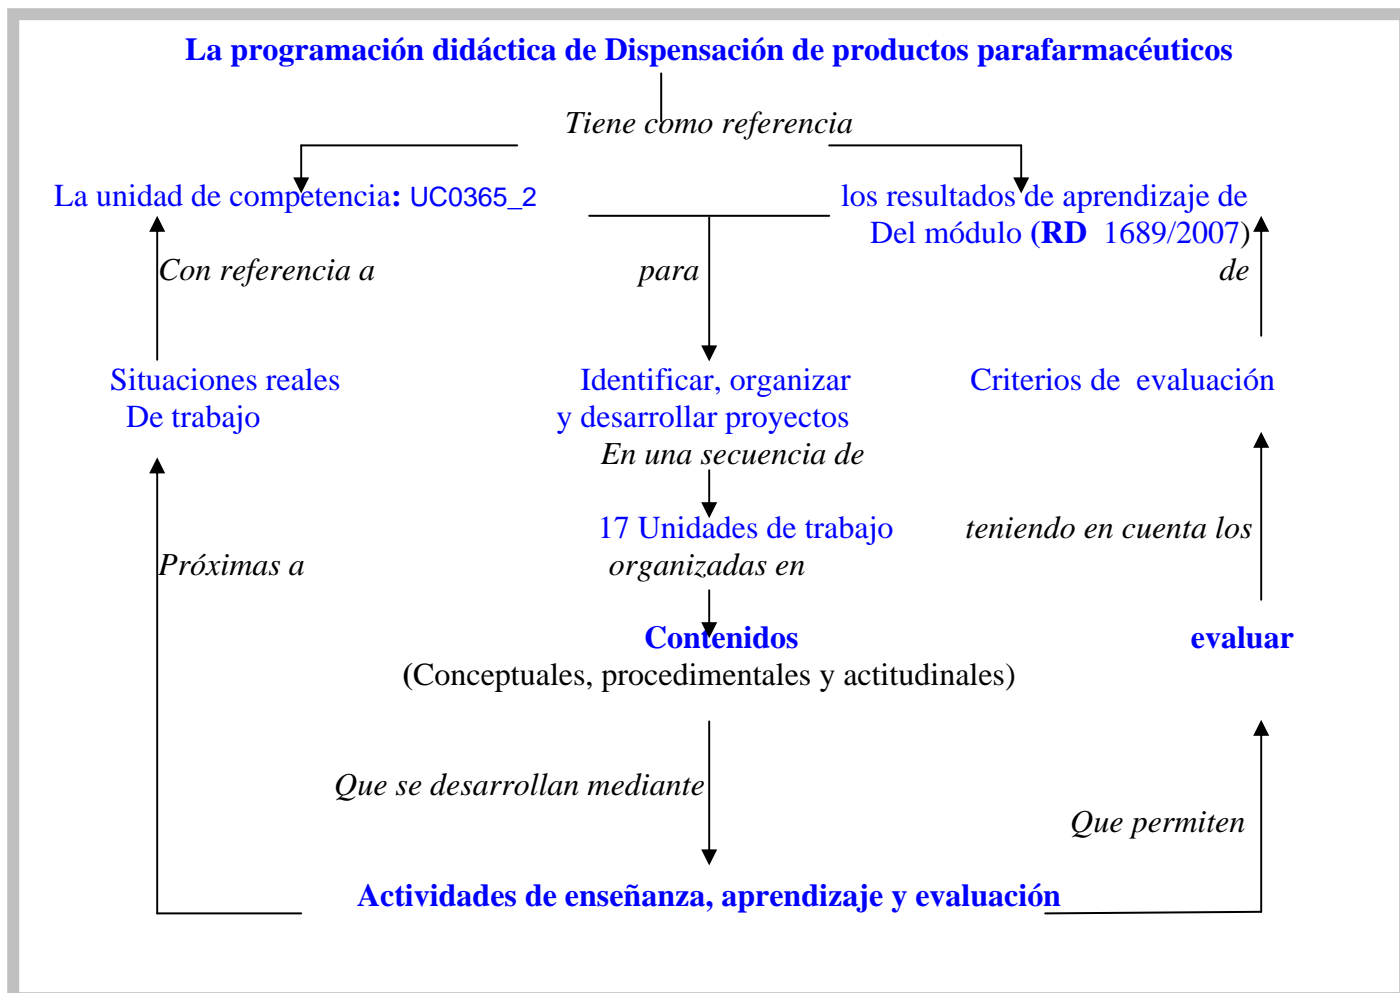 La programación didáctica de Dispensación de productos parafarmacéuticos
Tiene como referencia
La unidad de competencia: UC0365_2
los resultados de aprendizaje de
Del módulo (RD 1689/2007)
Con referencia a
para
de
Situaciones reales
De trabajo
Identificar, organizar
y desarrollar proyectos
Criterios de evaluación
En una secuencia de
17 Unidades de trabajo
teniendo en cuenta los
Próximas a
organizadas en
Contenidos
evaluar
(Conceptuales, procedimentales y actitudinales)
Que se desarrollan mediante
Que permiten
Actividades de enseñanza, aprendizaje y evaluación